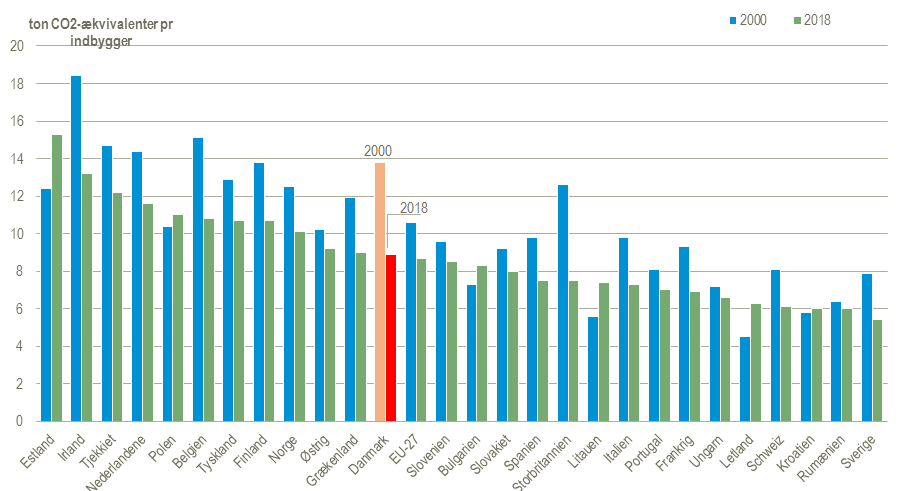 ton CO2-ækvivalenter pr
indbygger
2000
2018
20
18
16
14
12
10
8
6
4
2
0
2000
2018
Estland
Irland
Tjekkiet
Nederlandene
Polen
Belgien
Tyskland
Finland
Norge
Østrig
Grækenland
Danmark
EU-27
Slovenien
Bulgarien
Slovakiet
Spanien
Storbritannien
Litauen
Italien
Portugal
Frankrig
Ungarn
Letland
Schweiz
Kroatien
Rumænien
Sverige